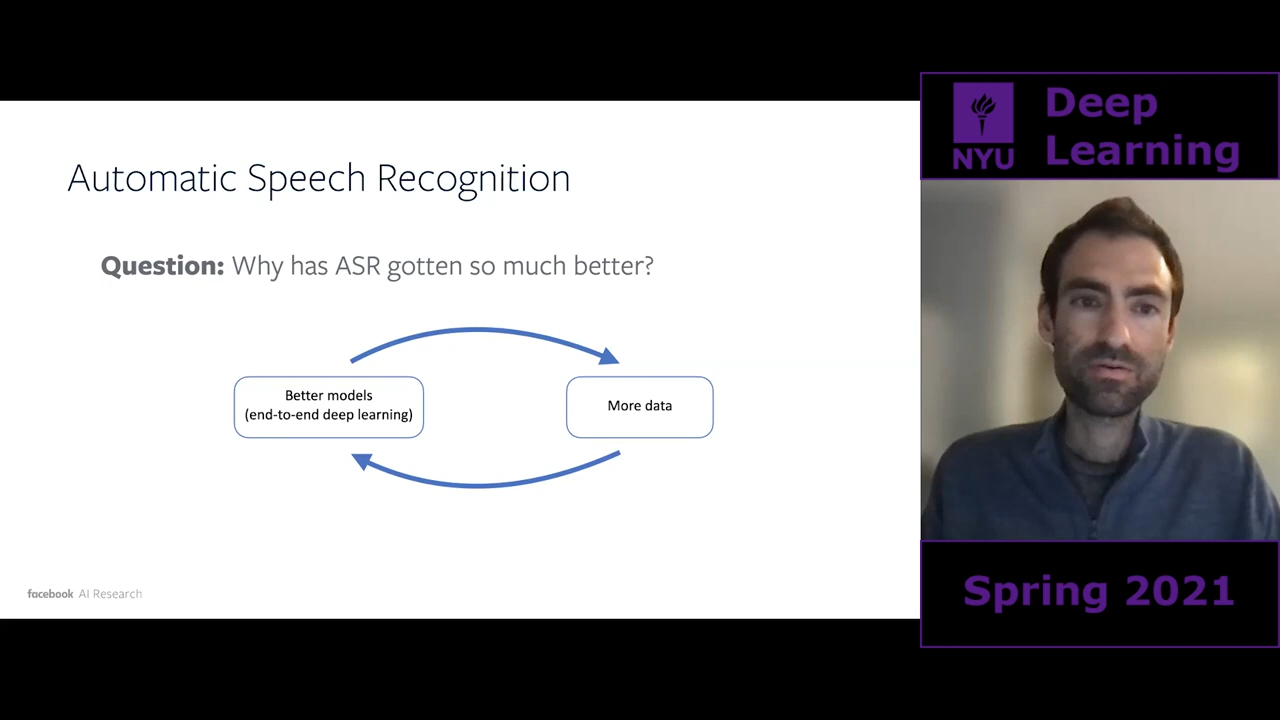 Automatic Speech Recognition
Question: Why has ASR gotten so much better?
Better models
(end-to-end deep learning)
More data
facebook AI Research
NYU
Deep
Learning
Spring 2021